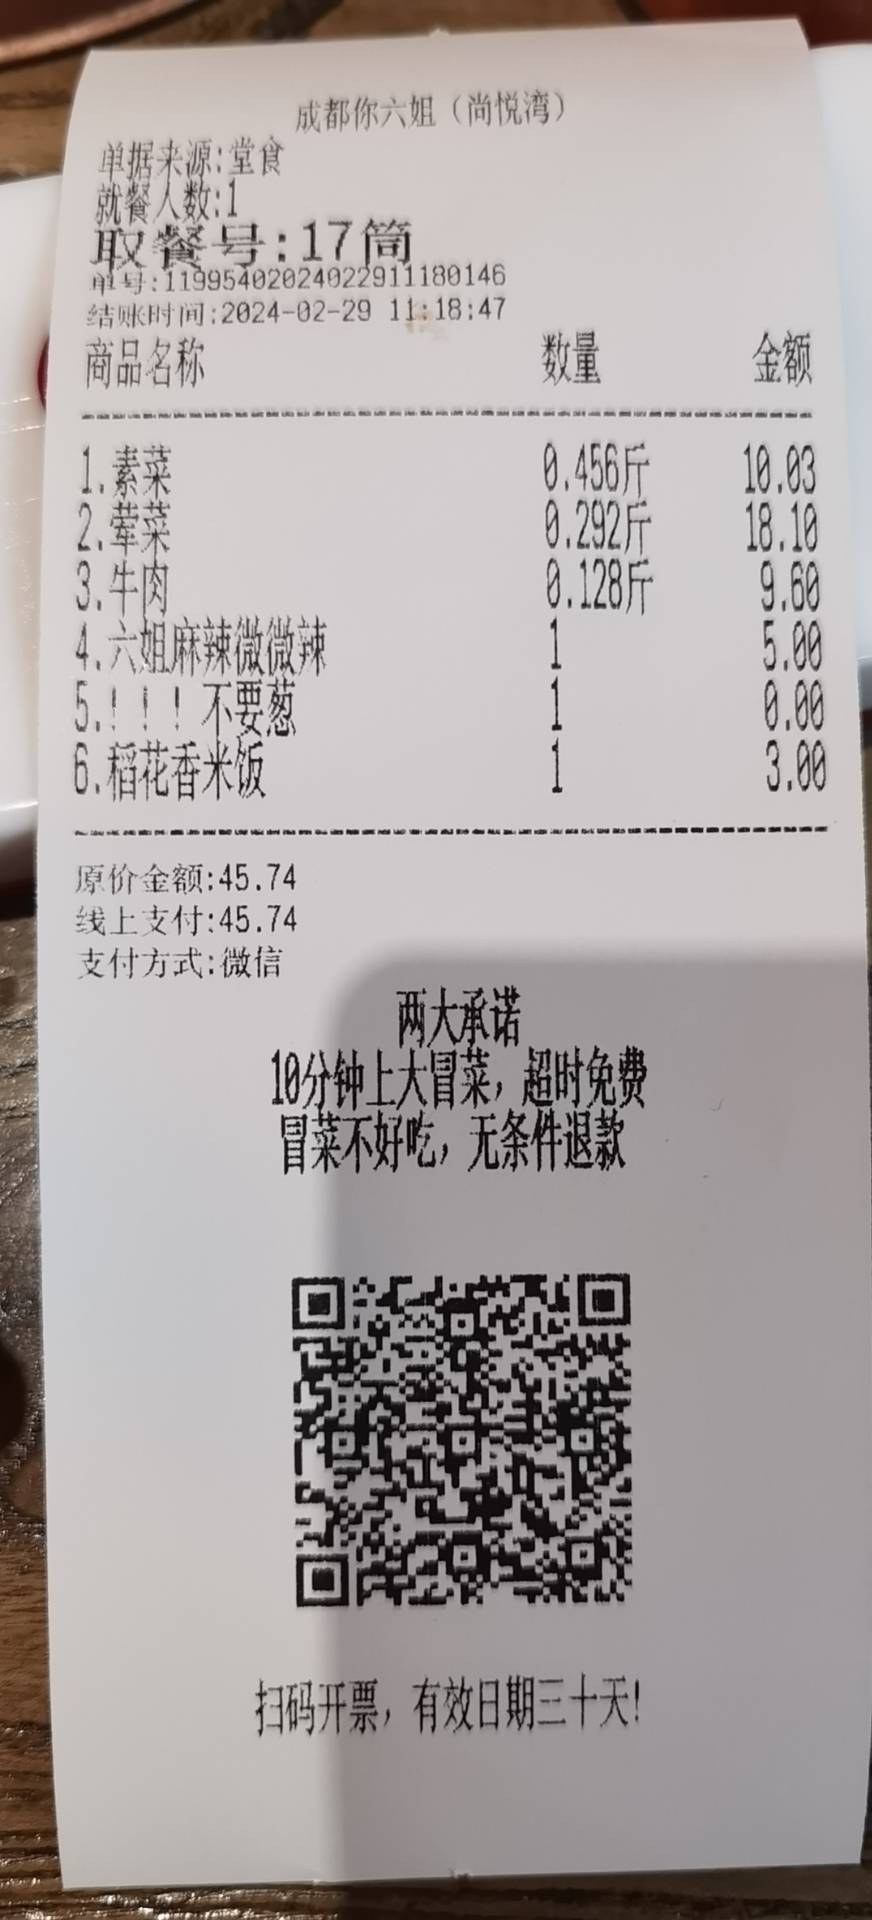 成都你六姐（尚悦湾）
单据来源:堂食
就餐人数:1
取餐号:17筒
单号:11995402024022911180146
结账时间:2024-02-29 11:18:47
商品名称 数量 金额
1.素菜 0.456斤 10.03
2.荤菜 0.292斤 18.10
3.牛肉 0.128斤 9.60
4.六姐麻辣微微辣 1 5.00
5.！！！不要葱 1 0.00
6.稻花香米饭 1 3.00
原价金额:45.74
线上支付:45.74
支付方式:微信
两大承诺
10分钟上大冒菜，超时免费
冒菜不好吃，无条件退款
扫码开票，有效日期三十天!